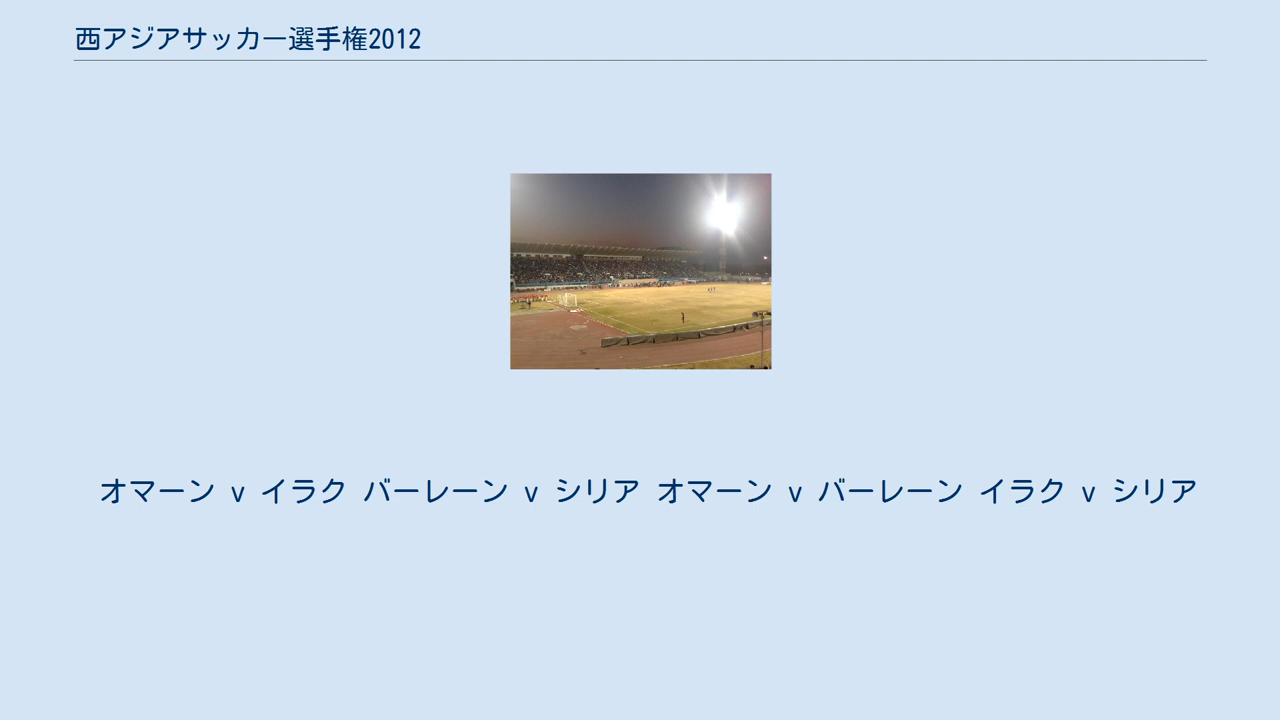 西アジアサッカー選手権2012
オマーン v イラク バーレーン v シリア オマーン v バーレーン イラク v シリア